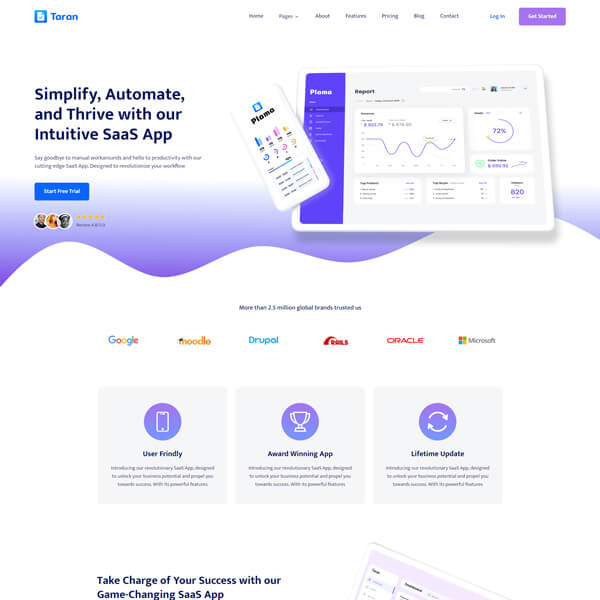 Taran
Home Pages About Features Pricing Blog Contact Log In Get Started
Simplify, Automate,
and Thrive with our
Intuitive SaaS App
Say goodbye to manual workarounds and hello to productivity with our
cutting-edge SaaS App, Designed to revolutionize your workflow
Start Free Trial
Plama
Plama
Report
72%
820
More than 2.5 million global brands trusted us
Google
moodle
Drupal
RAILS
ORACLE
Microsoft
User Frindly
Introducing our revolutionary SaaS App, designed
to unlock your business potential and propel you
towards success. With its powerful features
Award Winning App
Introducing our revolutionary SaaS App, designed
to unlock your business potential and propel you
towards success. With its powerful features
Lifetime Update
Introducing our revolutionary SaaS App, designed
to unlock your business potential and propel you
towards success. With its powerful features
Take Charge of Your Success with our
Game-Changing SaaS App
Taran
Dashboard